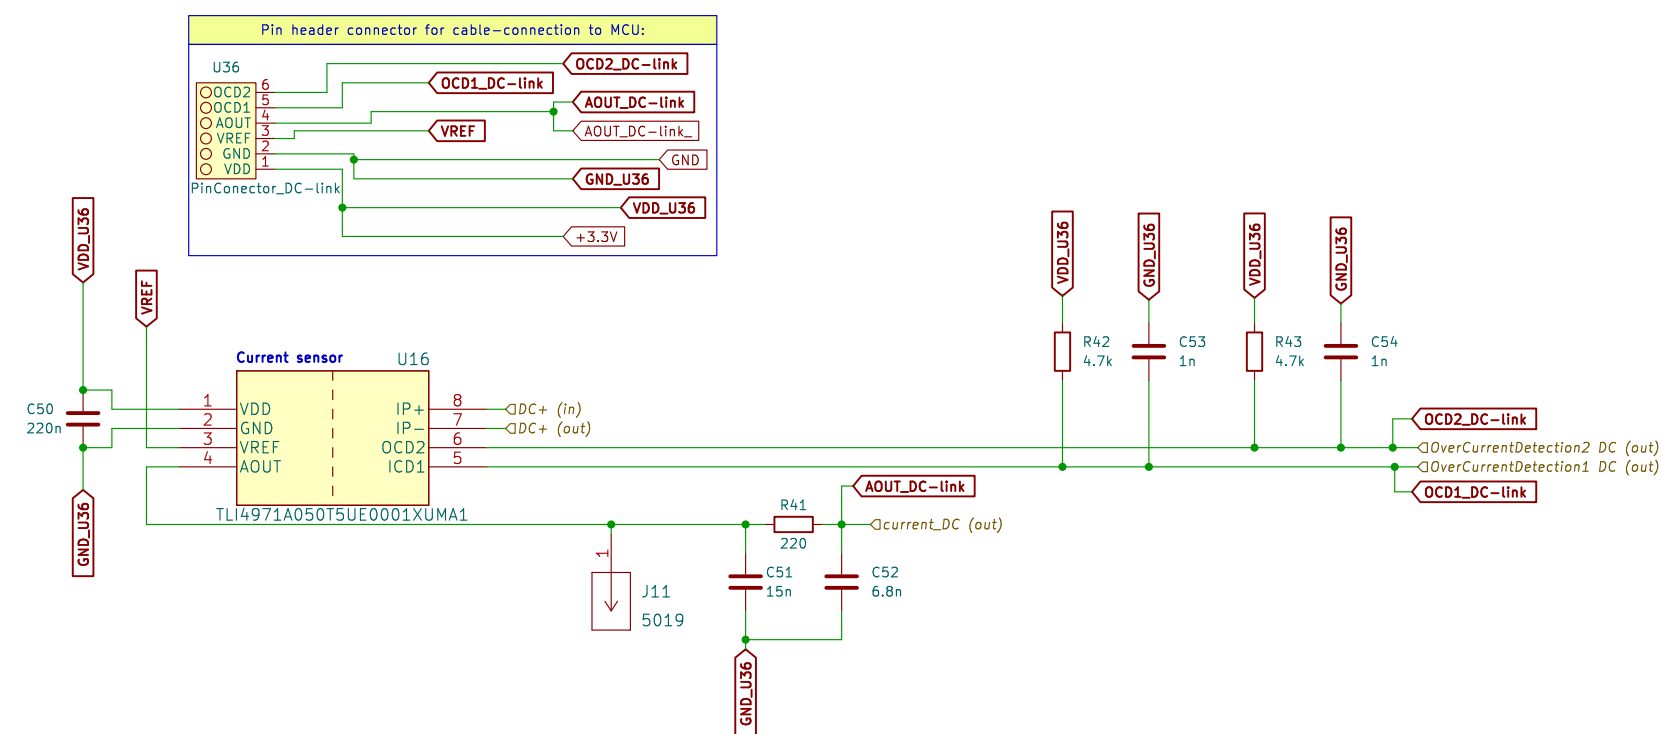 Pin header connector for cable-connection to MCU:
U36
OCD2 6
OCD1 5
AOUT 4
VREF 3
GND 2
VDD 1
PinConector_DC-link
OCD2_DC-link
OCD1_DC-link
AOUT_DC-link
VREF
AOUT_DC-link_
GND
GND_U36
VDD_U36
+3.3V
VDD_U36
VREF
C50
220n
GND_U36
Current sensor
U16
1 VDD
2 GND
3 VREF
4 AOUT
IP+ 8
IP- 7
OCD2 6
ICD1 5
TLI4971A050T5UE0001XUMA1
DC+ (in)
DC+ (out)
VDD_U36
GND_U36
VDD_U36
GND_U36
R42
4.7k
C53
1n
R43
4.7k
C54
1n
OCD2_DC-link
OverCurrentDetection2 DC (out)
OverCurrentDetection1 DC (out)
OCD1_DC-link
AOUT_DC-link
R41
220
current_DC (out)
1
J11
5019
C51
15n
C52
6.8n
GND_U36